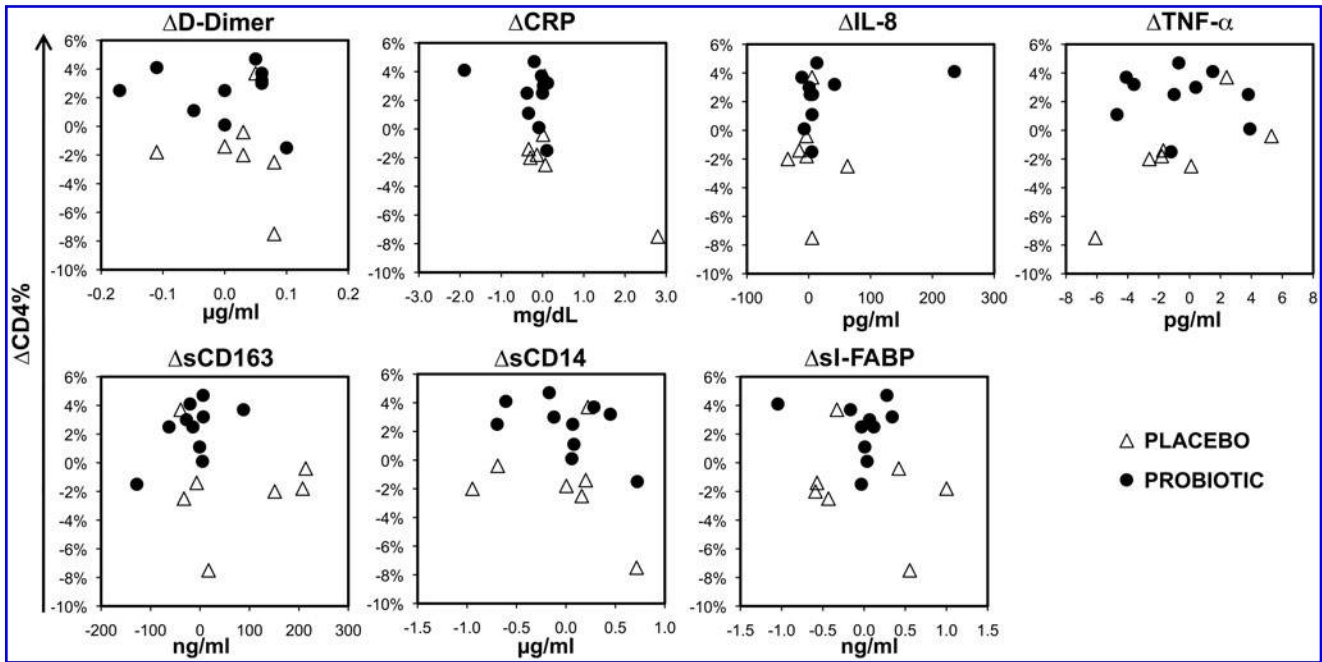 ΔD-Dimer
ΔCRP
ΔIL-8
ΔTNF-α
ΔCD4%
6%
4%
2%
0%
-2%
-4%
-6%
-8%
-10%
-0.2 -0.1 0.0 0.1 0.2
µg/ml
6%
4%
2%
0%
-2%
-4%
-6%
-8%
-10%
-3.0 -2.0 -1.0 0.0 1.0 2.0 3.0
mg/dL
6%
4%
2%
0%
-2%
-4%
-6%
-8%
-10%
-100 0 100 200 300
pg/ml
6%
4%
2%
0%
-2%
-4%
-6%
-8%
-10%
-8 -6 -4 -2 0 2 4 6 8
pg/ml
ΔsCD163
ΔsCD14
ΔsI-FABP
6%
4%
2%
0%
-2%
-4%
-6%
-8%
-10%
-200 -100 0 100 200 300
ng/ml
6%
4%
2%
0%
-2%
-4%
-6%
-8%
-10%
-1.5 -1.0 -0.5 0.0 0.5 1.0
µg/ml
6%
4%
2%
0%
-2%
-4%
-6%
-8%
-10%
-1.5 -1.0 -0.5 0.0 0.5 1.0 1.5
ng/ml
PLACEBO
PROBIOTIC